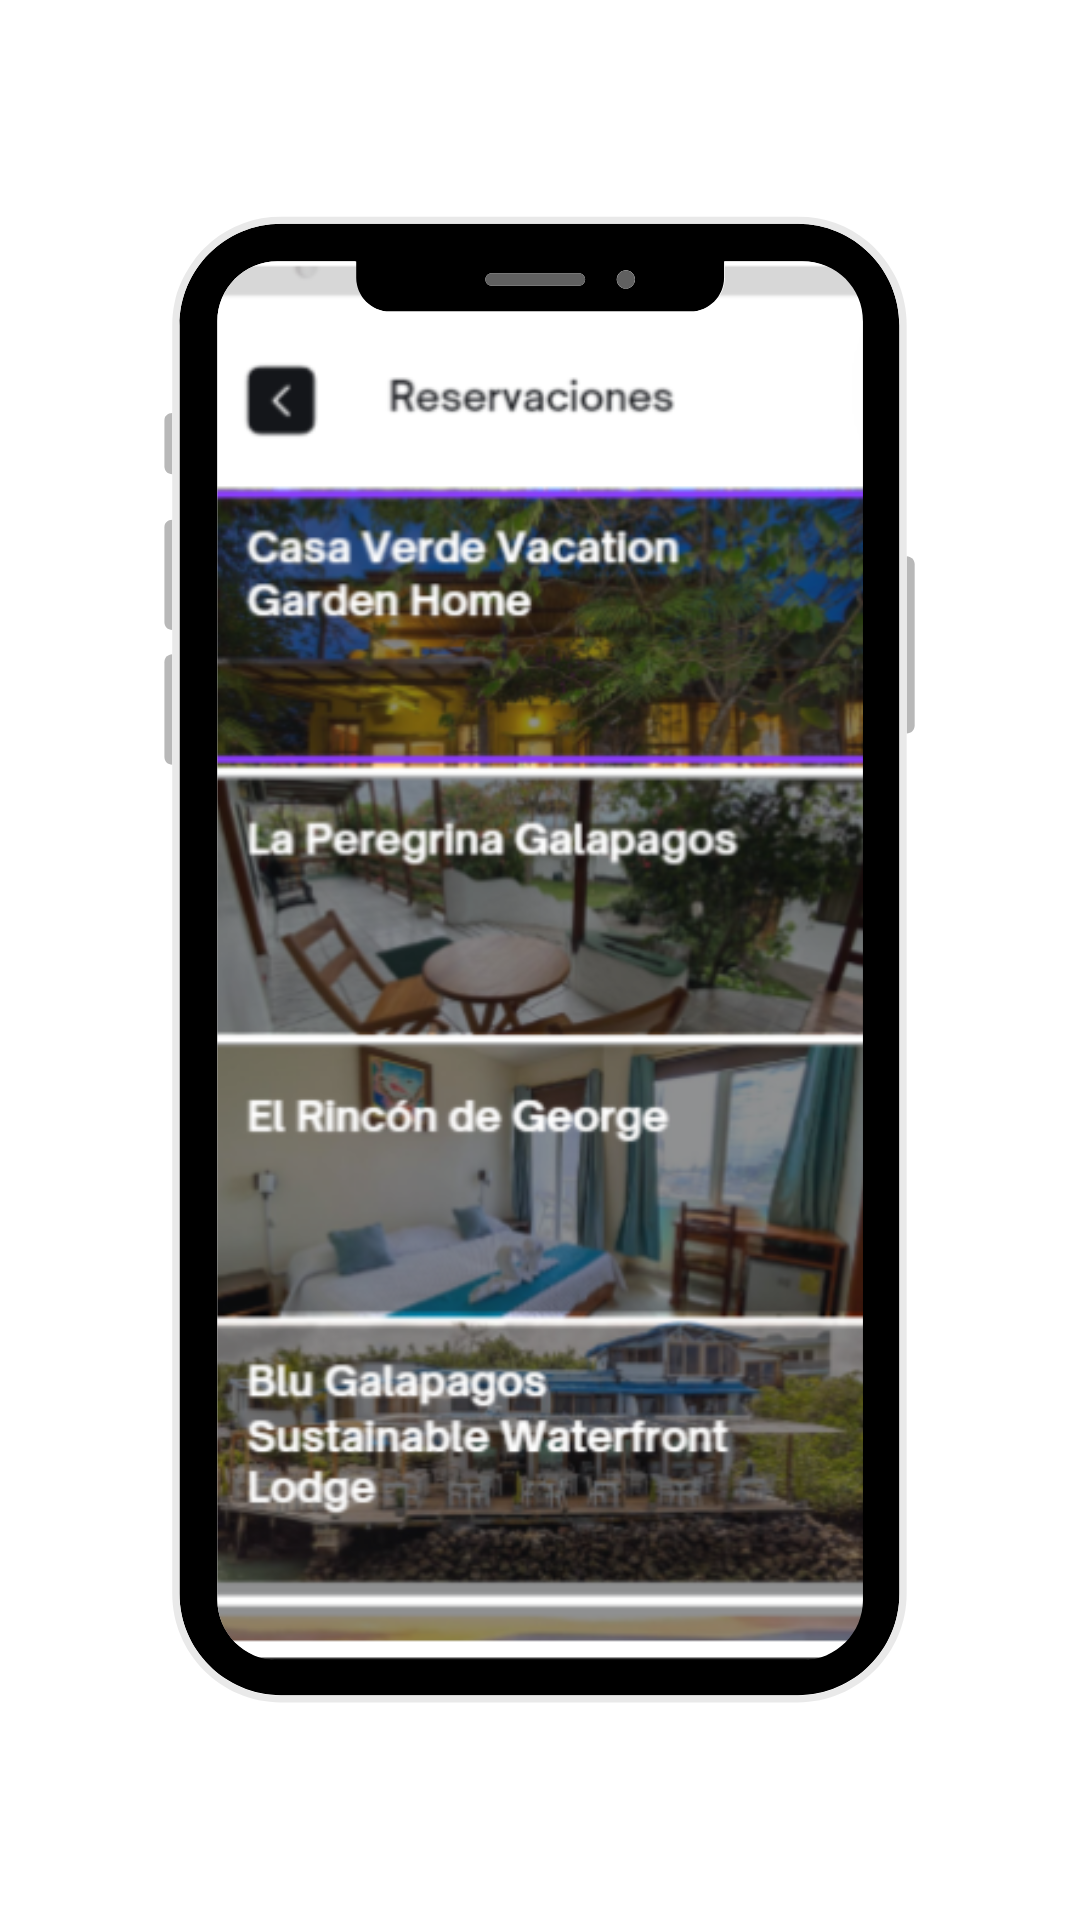 Reservaciones
Casa Verde Vacation
Garden Home
La Peregrina Galapagos
El Rincón de George
Blu Galapagos
Sustainable Waterfront
Lodge